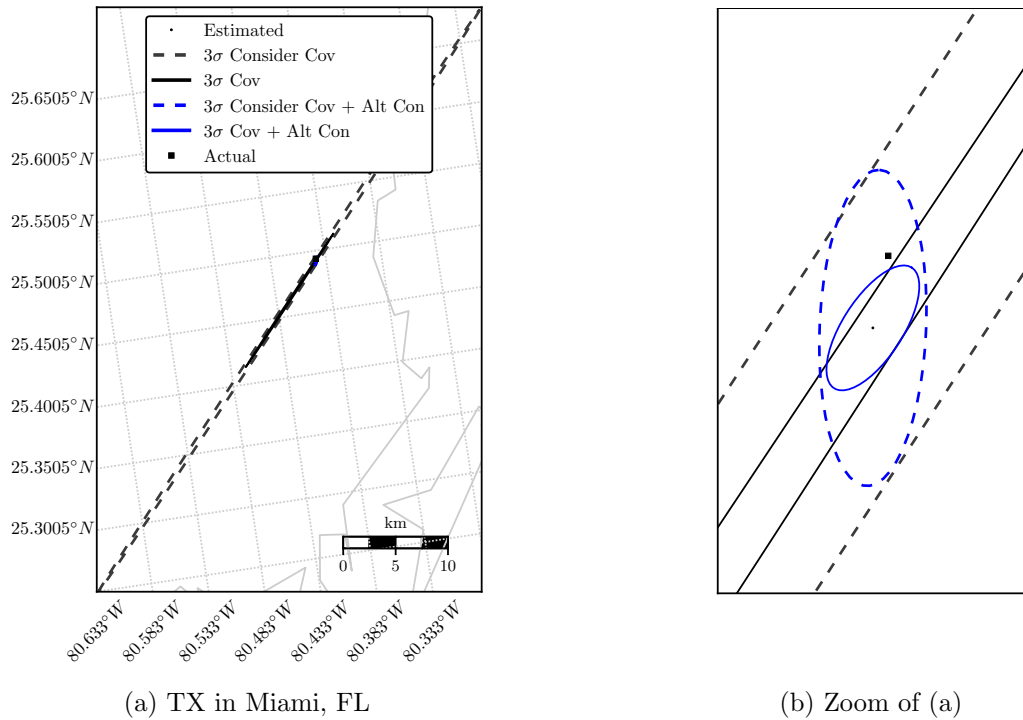 Estimated
3σ Consider Cov
3σ Cov
3σ Consider Cov + Alt Con
3σ Cov + Alt Con
Actual
25.6505°N
25.6005°N
25.5505°N
25.5005°N
25.4505°N
25.4005°N
25.3505°N
25.3005°N
km
0 5 10
80.633°W
80.583°W
80.533°W
80.483°W
80.433°W
80.383°W
80.333°W
(a) TX in Miami, FL
(b) Zoom of (a)